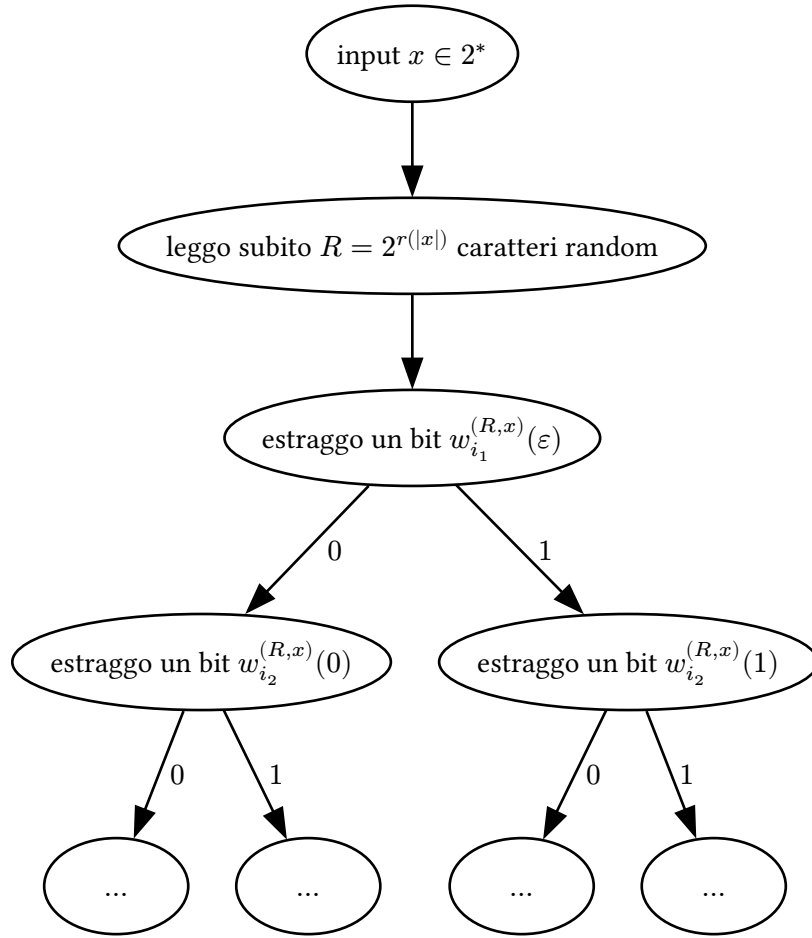 input x ∈ 2*
leggo subito R = 2^{r(|x|)} caratteri random
estraggo un bit w_{i_1}^{(R,x)}(ε)
0
1
estraggo un bit w_{i_2}^{(R,x)}(0)
estraggo un bit w_{i_2}^{(R,x)}(1)
0
1
0
1
...
...
...
...